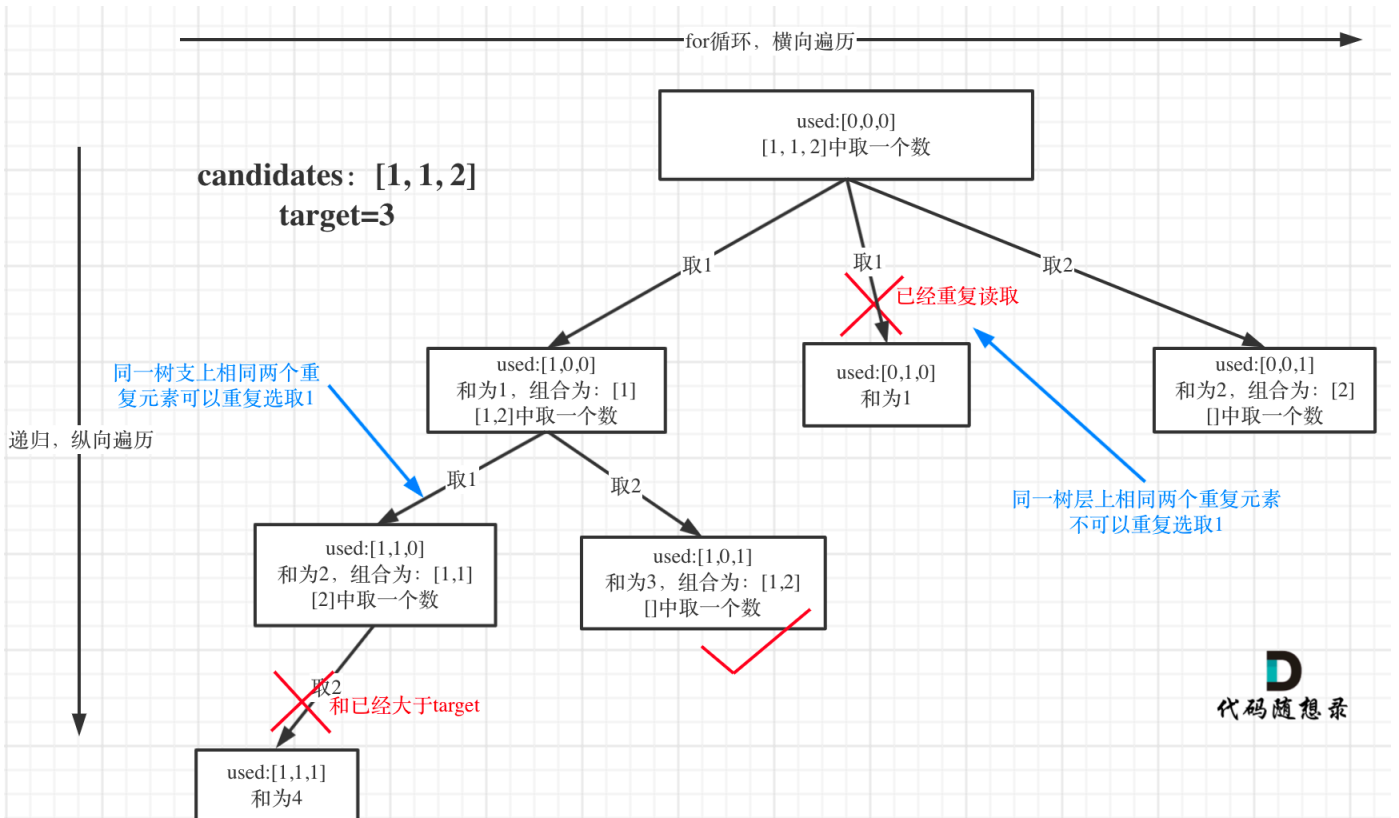 for循环，横向遍历
used:[0,0,0]
[1, 1, 2]中取一个数
candidates：[1, 1, 2]
target=3
取1
取1
取2
已经重复读取
同一树支上相同两个重
复元素可以重复选取1
used:[1,0,0]
和为1，组合为：[1]
[1,2]中取一个数
used:[0,1,0]
和为1
used:[0,0,1]
和为2，组合为：[2]
[]中取一个数
递归，纵向遍历
取1
取2
同一树层上相同两个重复元素
不可以重复选取1
used:[1,1,0]
和为2，组合为：[1,1]
[2]中取一个数
used:[1,0,1]
和为3，组合为：[1,2]
[]中取一个数
取2
和已经大于target
代码随想录
used:[1,1,1]
和为4